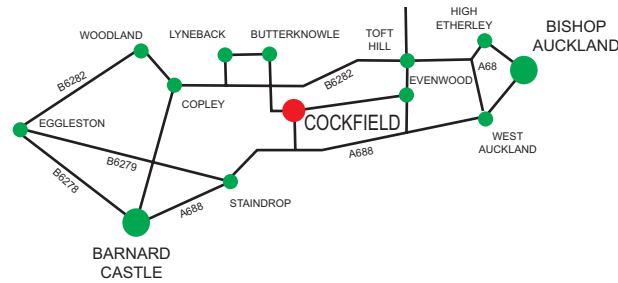 HIGH
ETHERLEY
BISHOP
AUCKLAND
TOFT
HILL
WOODLAND
LYNEBACK
BUTTERKNOWLE
A68
B6282
B6282
EVENWOOD
COPLEY
COCKFIELD
EGGLESTON
WEST
AUCKLAND
A688
B6279
B6278
STAINDROP
A688
BARNARD
CASTLE